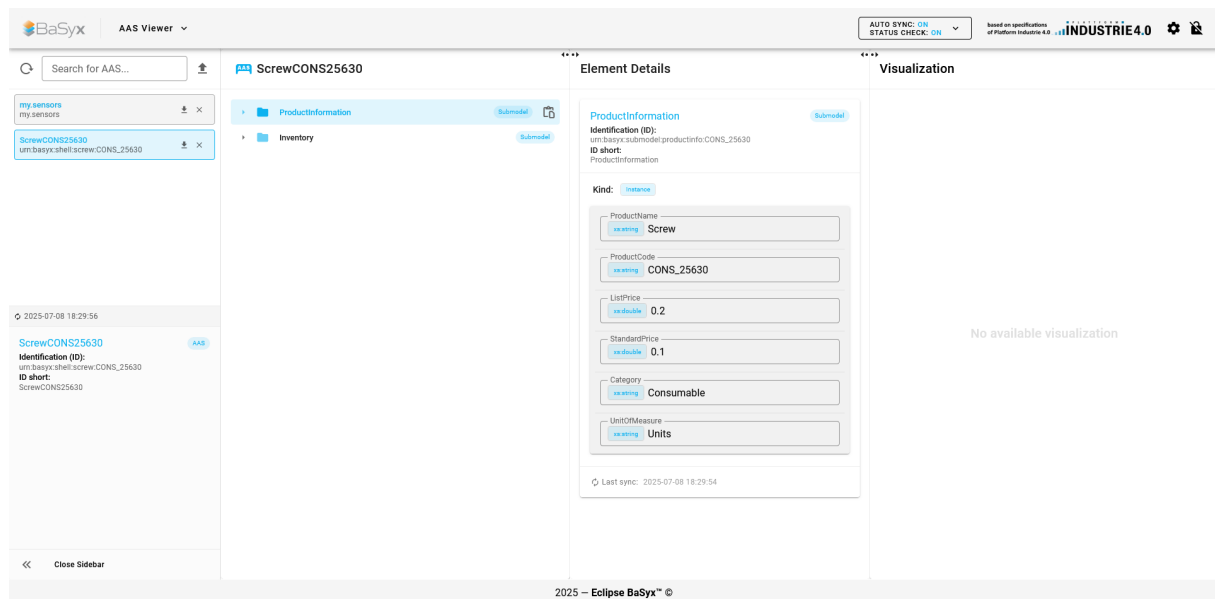 BaSyx
AAS Viewer
AUTO SYNC: ON
STATUS CHECK: ON
based on specifications
of Platform Industrie 4.0
PLATTFORM
INDUSTRIE4.0
Search for AAS...
my.sensors
my.sensors
ScrewCONS25630
urn:basyx:shell:screw:CONS_25630
2025-07-08 18:29:56
ScrewCONS25630
AAS
Identification (ID):
urn:basyx:shell:screw:CONS_25630
ID short:
ScrewCONS25630
Close Sidebar
AAS ScrewCONS25630
ProductInformation
Submodel
Inventory
Submodel
Element Details
ProductInformation
Submodel
Identification (ID):
urn:basyx:submodel:productinfo:CONS_25630
ID short:
ProductInformation
Kind: Instance
ProductName
xs:string Screw
ProductCode
xs:string CONS_25630
ListPrice
xs:double 0.2
StandardPrice
xs:double 0.1
Category
xs:string Consumable
UnitOfMeasure
xs:string Units
Last sync: 2025-07-08 18:29:54
Visualization
No available visualization
2025 — Eclipse BaSyx™ ©